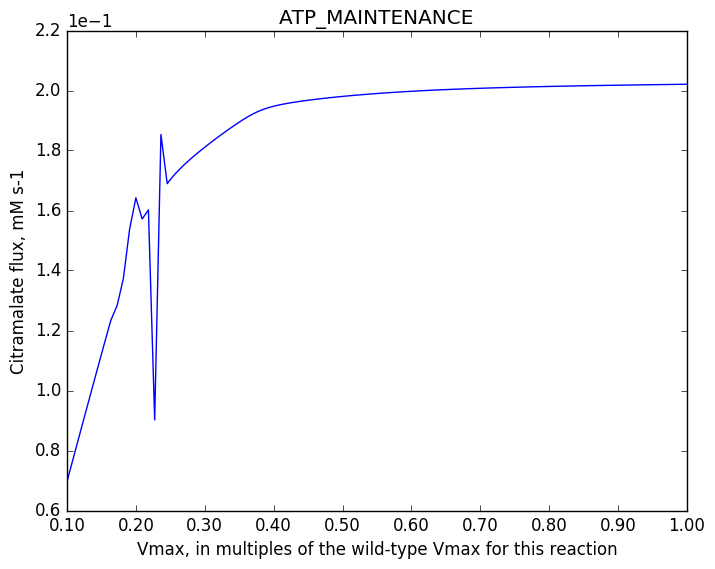 ATP_MAINTENANCE
1e−1
2.2
2.0
1.8
1.6
1.4
1.2
1.0
0.8
0.6
Citramalate flux, mM s-1
0.10 0.20 0.30 0.40 0.50 0.60 0.70 0.80 0.90 1.00
Vmax, in multiples of the wild-type Vmax for this reaction